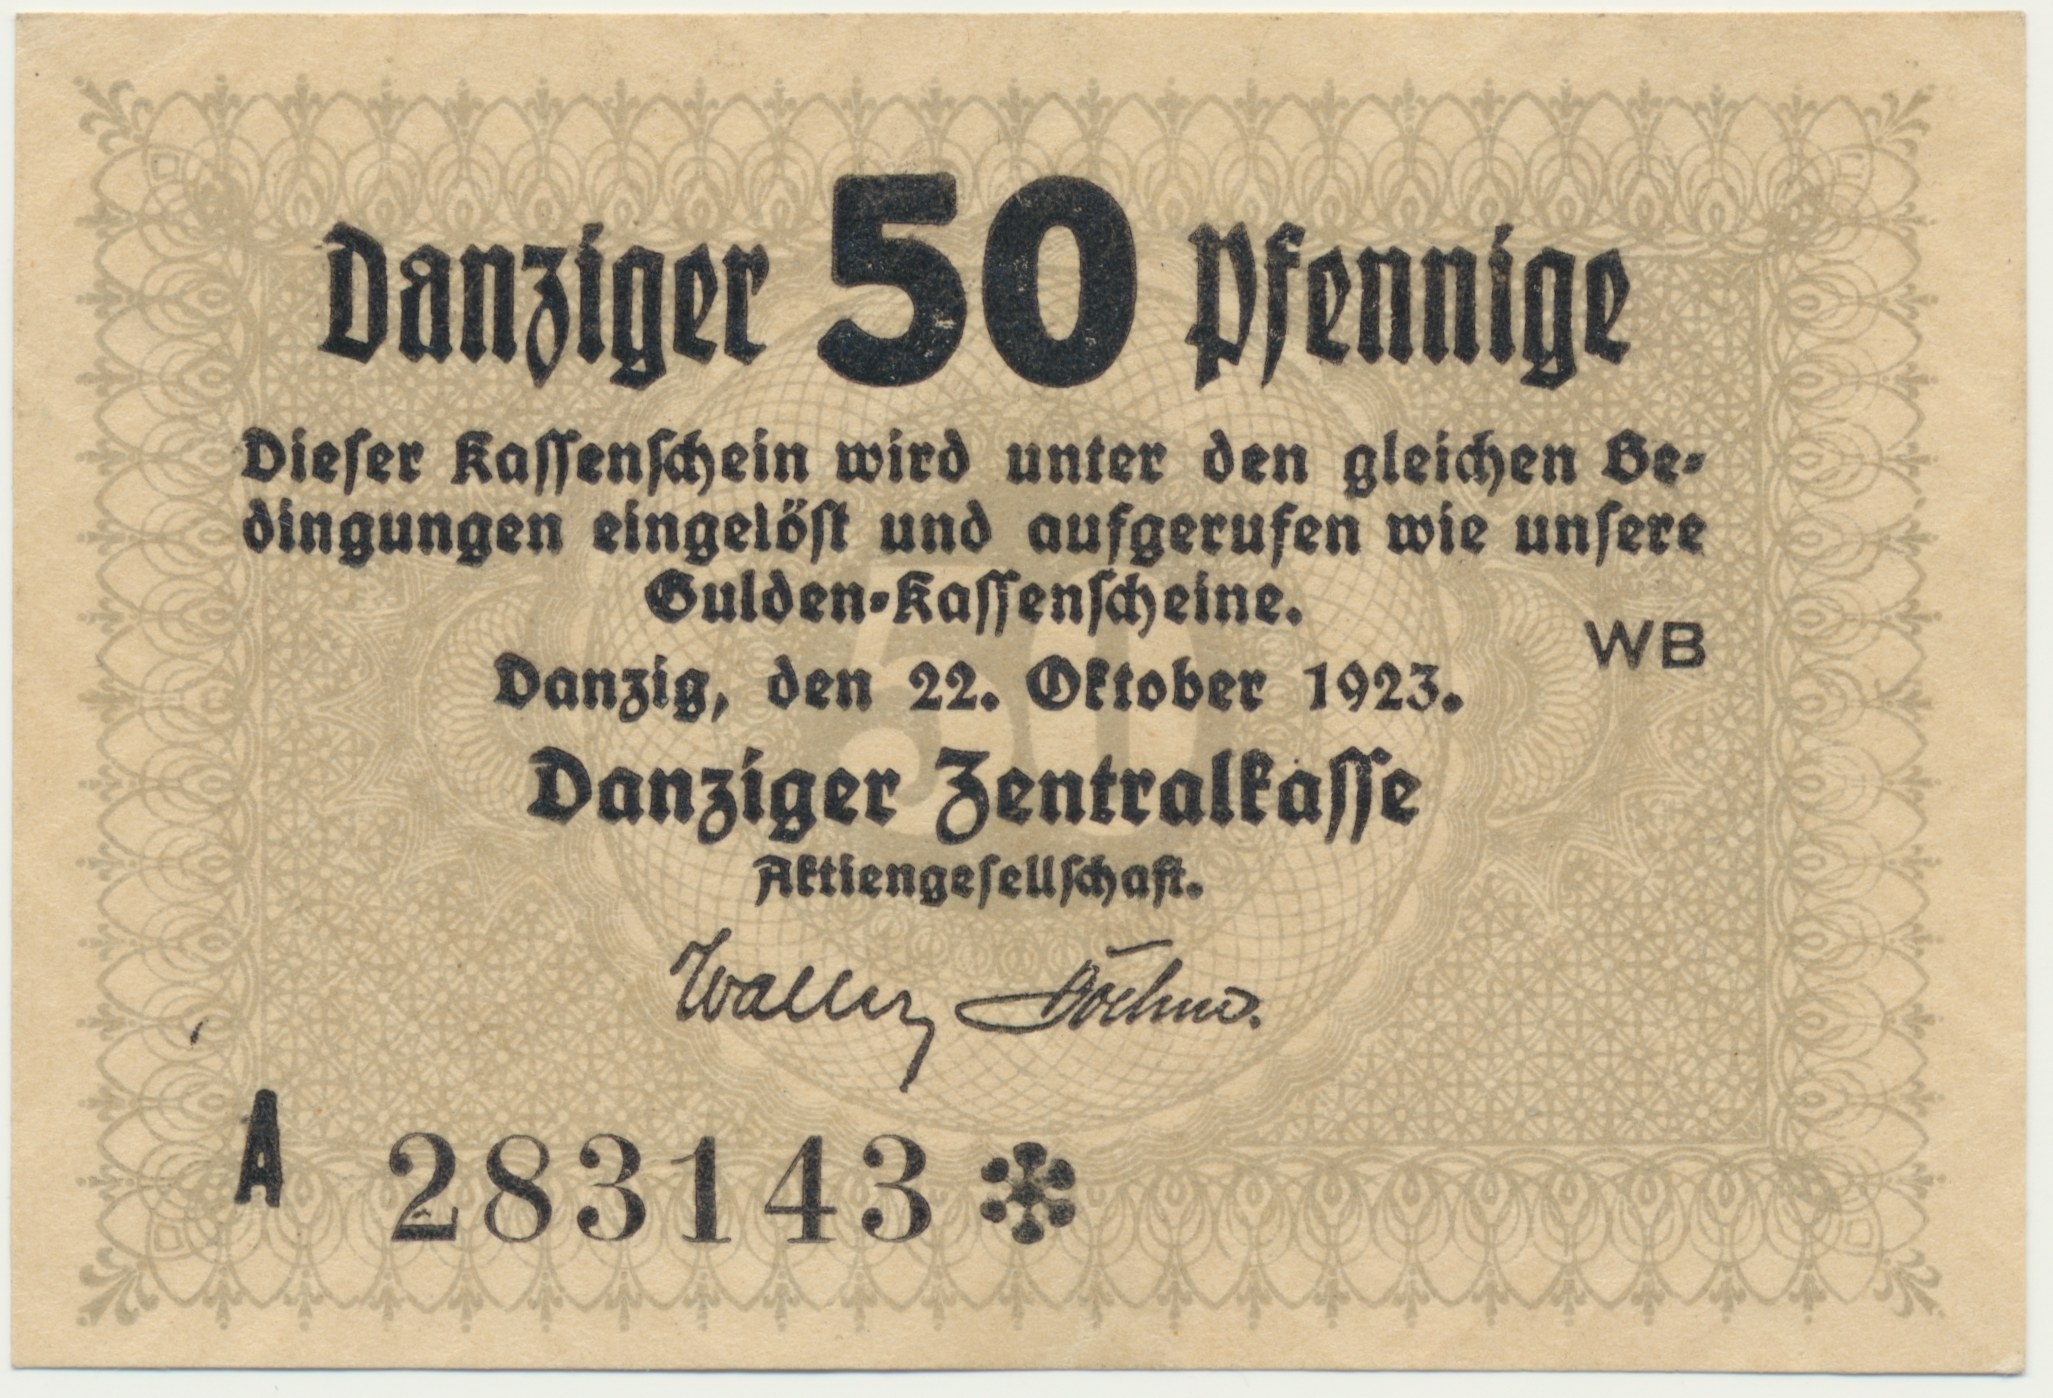 Danziger 50 Pfennige
Dieser Kassenschein wird unter den gleichen Be-
dingungen eingelöst und aufgerufen wie unsere
Gulden-Kassenscheine.
WB
Danzig, den 22. Oktober 1923.
Danziger Zentralkasse
Aktiengesellschaft.
A 283143
50